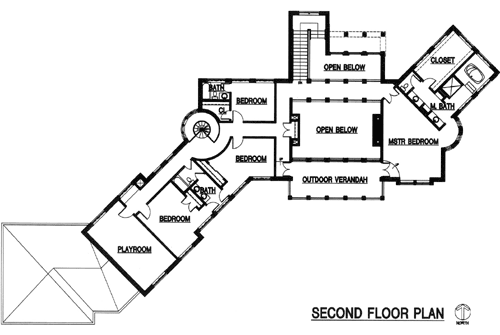 OPEN BELOW
CLOSET
BATH
BEDROOM
CL.
M. BATH
OPEN BELOW
MSTR BEDROOM
BEDROOM
OUTDOOR VERANDAH
BATH
BEDROOM
PLAYROOM
SECOND FLOOR PLAN
NORTH